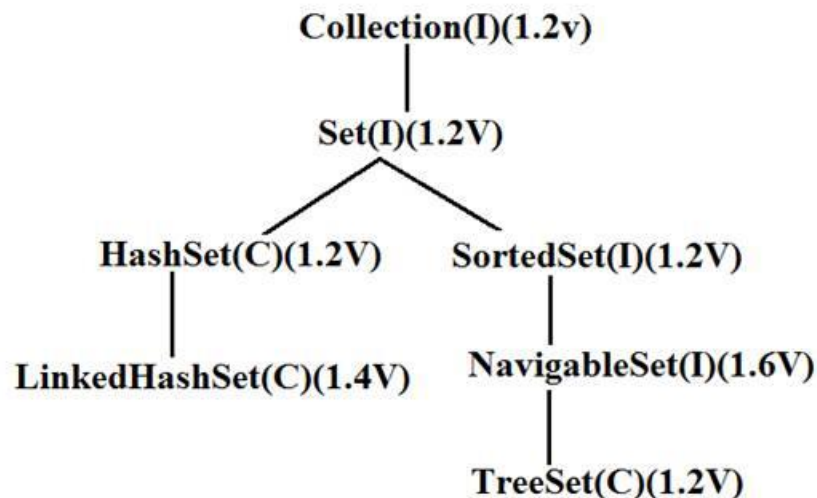 Collection(I)(1.2v)
Set(I)(1.2V)
HashSet(C)(1.2V)
SortedSet(I)(1.2V)
LinkedHashSet(C)(1.4V)
NavigableSet(I)(1.6V)
TreeSet(C)(1.2V)